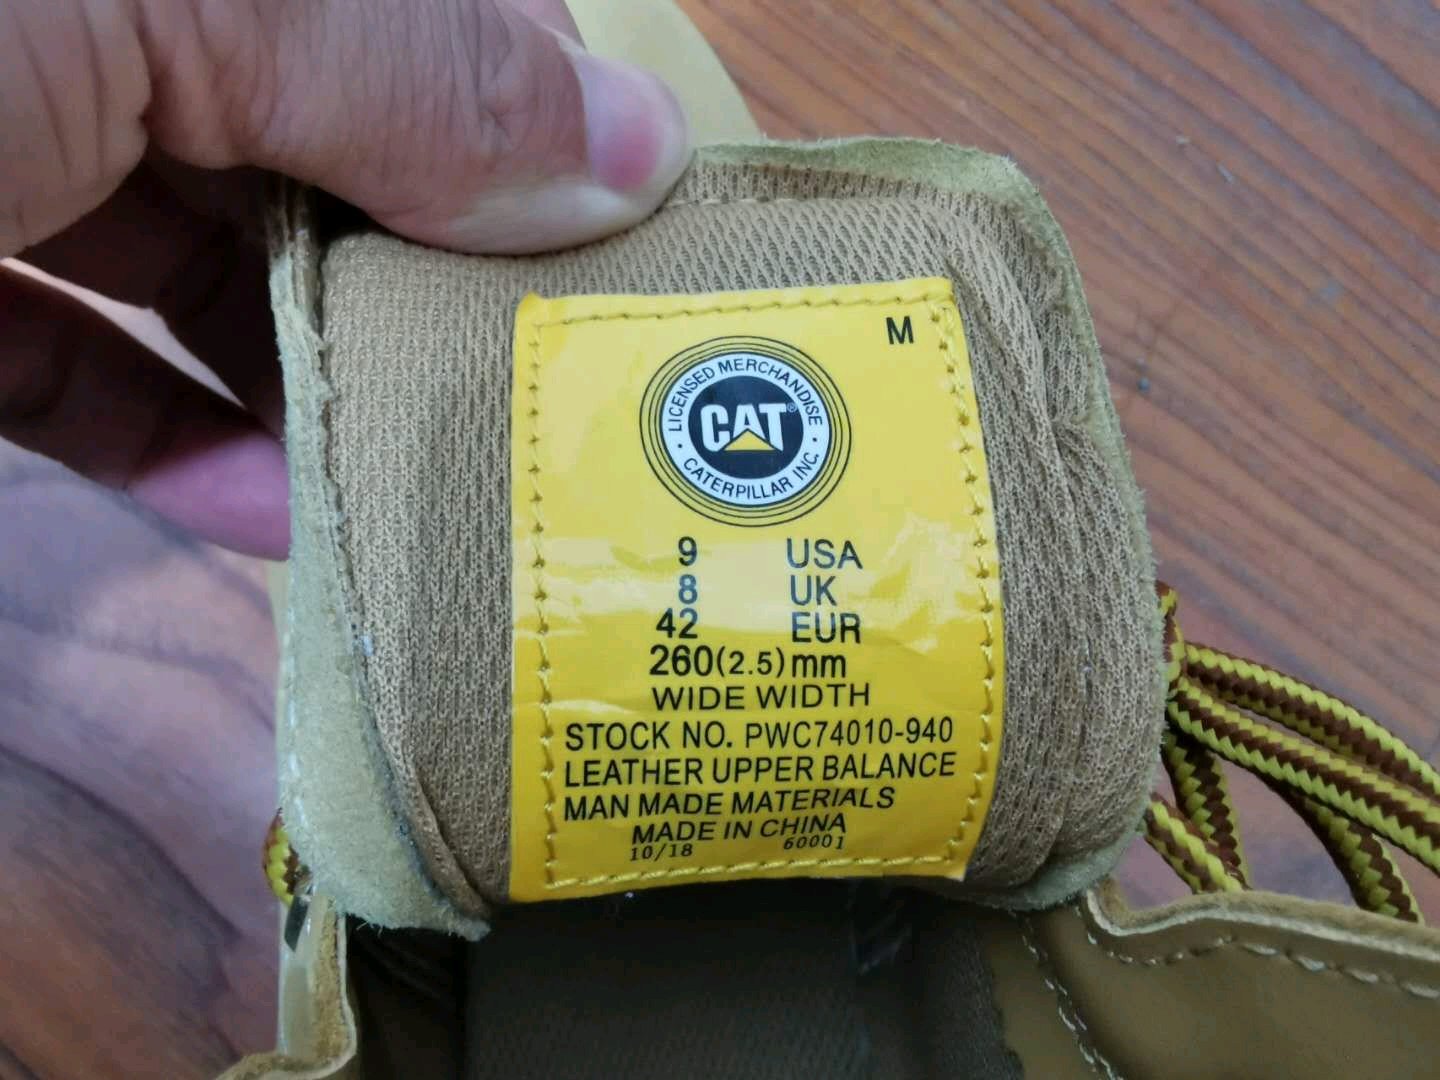 M
LICENSED MERCHANDISE
CAT®
CATERPILLAR INC.
9 USA
8 UK
42 EUR
260(2.5)mm
WIDE WIDTH
STOCK NO. PWC74010-940
LEATHER UPPER BALANCE
MAN MADE MATERIALS
MADE IN CHINA
10/18 60001